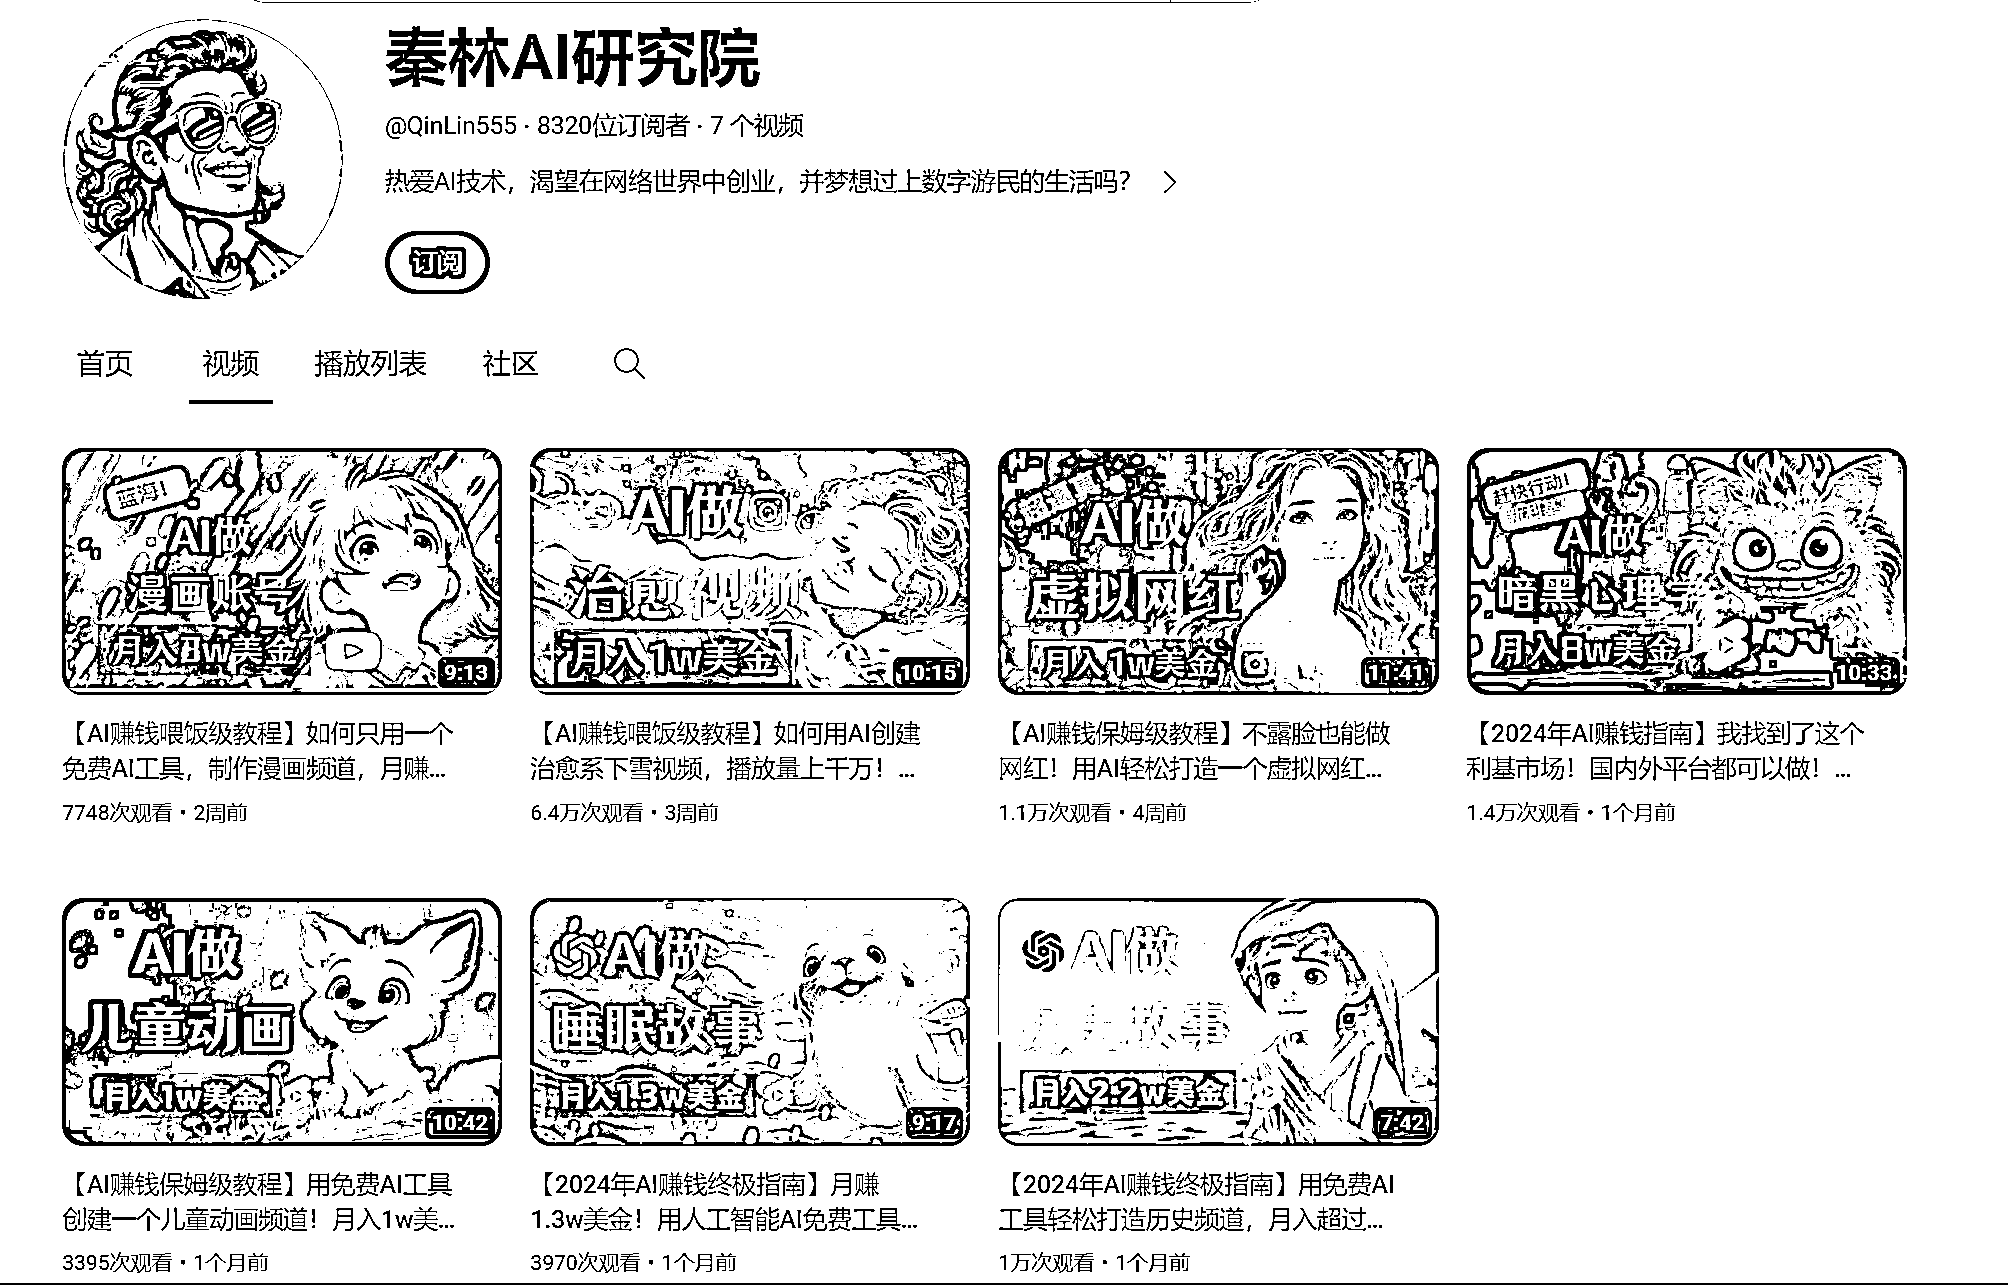 秦林AI研究院
@QinLin555 · 8320位订阅者 · 7 个视频
热爱AI技术，渴望在网络世界中创业，并梦想过上数字游民的生活吗？
订阅
首页 视频 播放列表 社区
蓝海!
AI做
漫画账号
月入8w美金
9:13
AI做
治愈视频
月入1w美金
10:15
AI做
虚拟网红
月入1w美金
11:41
赶快行动!
AI做
暗黑心理学
月入8w美金
10:33
【AI赚钱喂饭级教程】如何只用一个
免费AI工具，制作漫画频道，月赚...
7748次观看 • 2周前
【AI赚钱喂饭级教程】如何用AI创建
治愈系下雪视频，播放量上千万！...
6.4万次观看 • 3周前
【AI赚钱保姆级教程】不露脸也能做
网红！用AI轻松打造一个虚拟网红...
1.1万次观看 • 4周前
【2024年AI赚钱指南】我找到了这个
利基市场！国内外平台都可以做！...
1.4万次观看 • 1个月前
AI做
儿童动画
月入1w美金
10:42
AI做
睡眠故事
月入1.3w美金
9:17
AI做
故事
月入2.2w美金
7:42
【AI赚钱保姆级教程】用免费AI工具
创建一个儿童动画频道！月入1w美...
3395次观看 • 1个月前
【2024年AI赚钱终极指南】月赚
1.3w美金！用人工智能AI免费工具...
3970次观看 • 1个月前
【2024年AI赚钱终极指南】用免费AI
工具轻松打造历史频道，月入超过...
1万次观看 • 1个月前